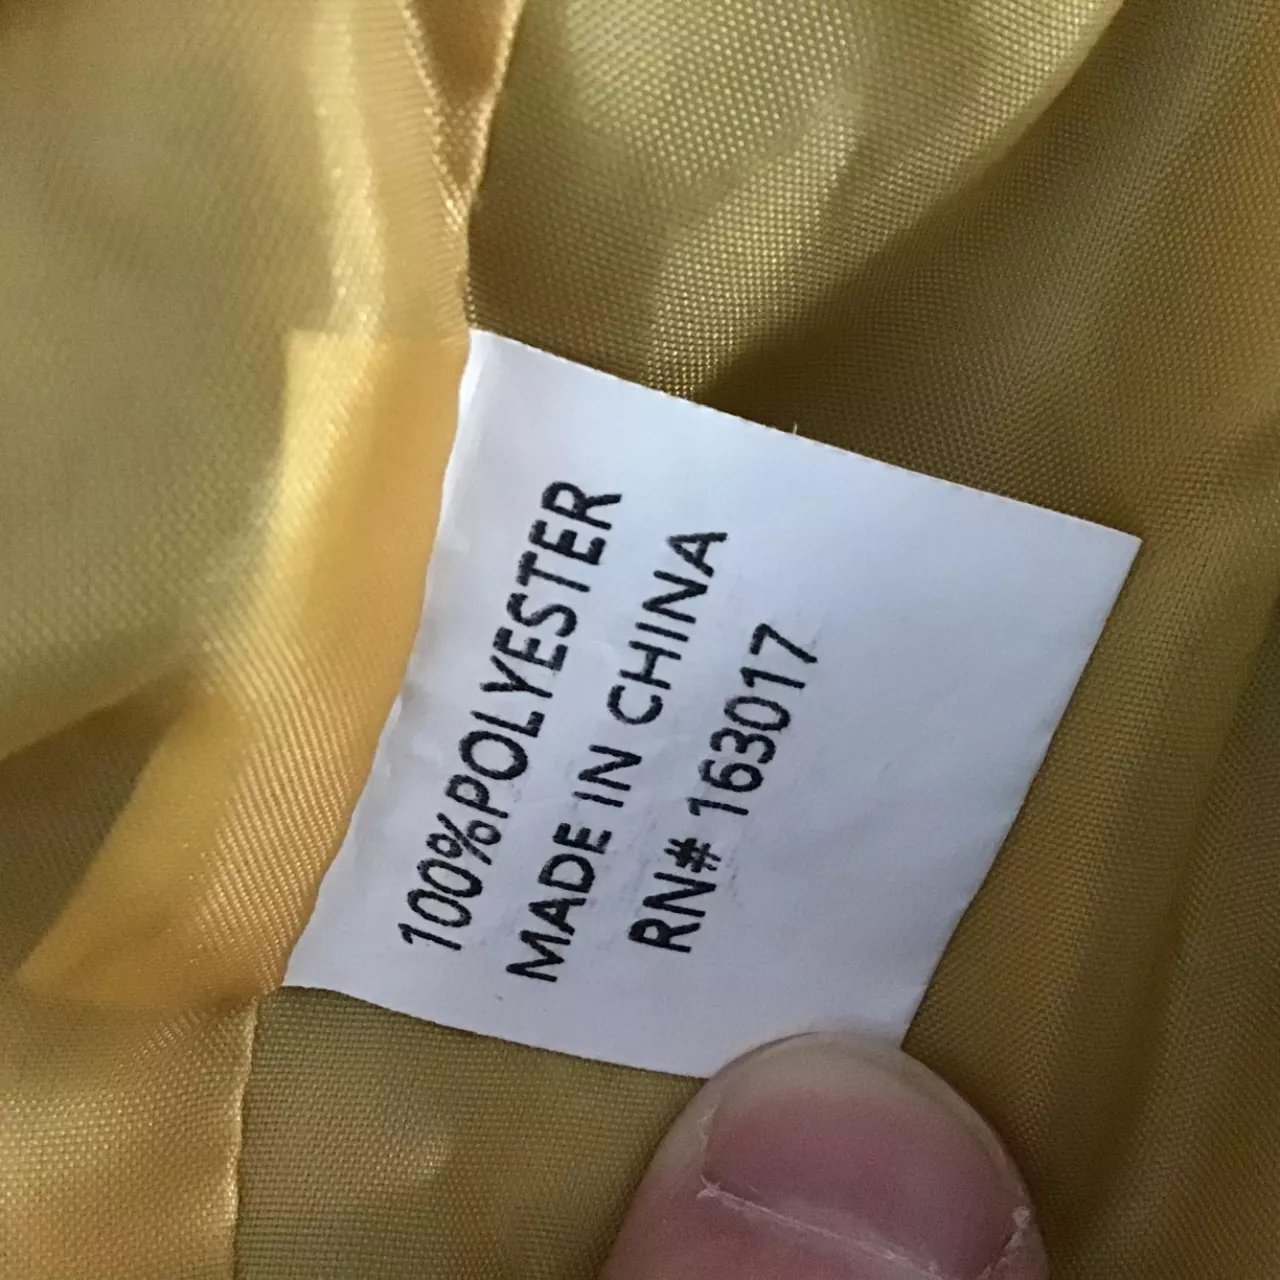 100%POLYESTER
MADE IN CHINA
RN# 163017